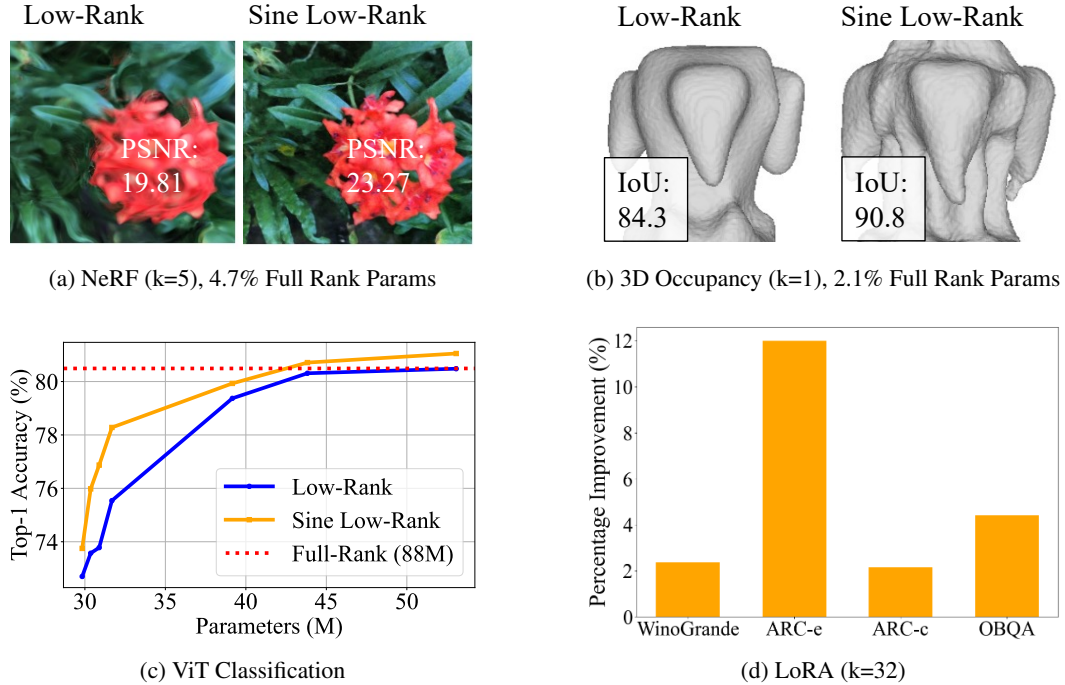 Low-Rank
Sine Low-Rank
PSNR:
19.81
PSNR:
23.27
(a) NeRF (k=5), 4.7% Full Rank Params
Low-Rank
Sine Low-Rank
IoU:
84.3
IoU:
90.8
(b) 3D Occupancy (k=1), 2.1% Full Rank Params
Top-1 Accuracy (%)
80
78
76
74
Low-Rank
Sine Low-Rank
Full-Rank (88M)
30
35
40
45
50
Parameters (M)
(c) ViT Classification
Percentage Improvement (%)
12
10
8
6
4
2
0
WinoGrande
ARC-e
ARC-c
OBQA
(d) LoRA (k=32)